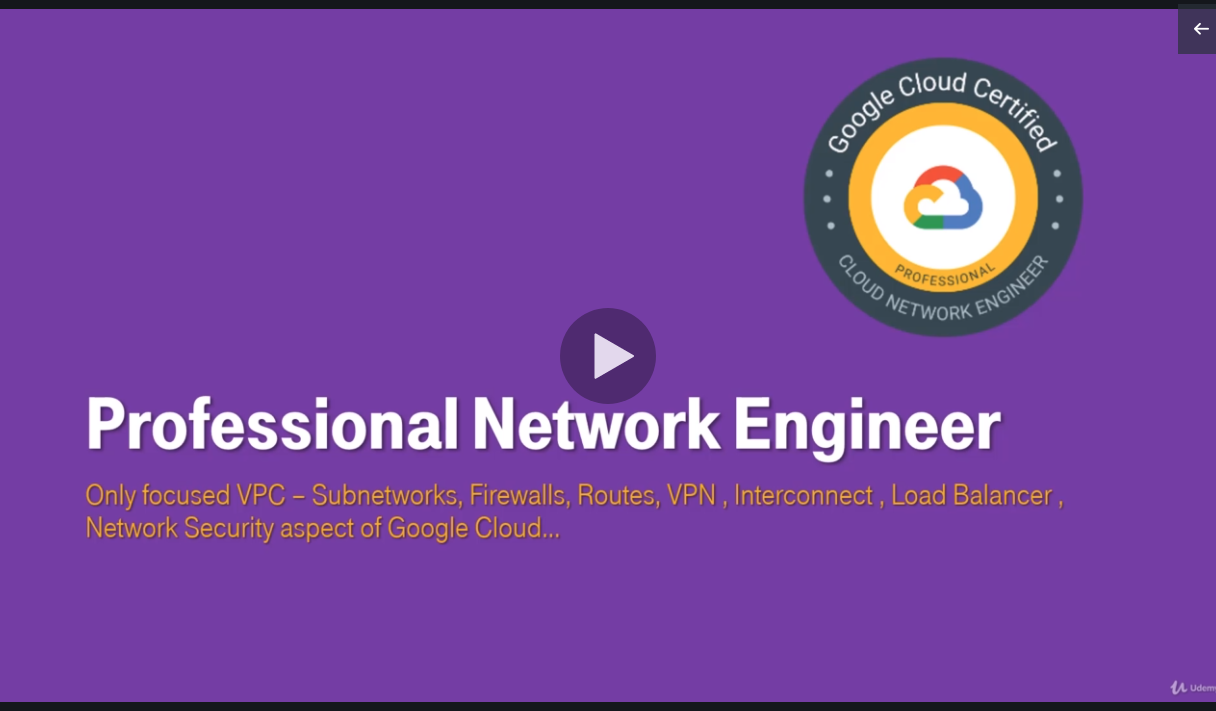 Google Cloud Certified
PROFESSIONAL
CLOUD NETWORK ENGINEER
Professional Network Engineer
Only focused VPC – Subnetworks, Firewalls, Routes, VPN , Interconnect , Load Balancer ,
Network Security aspect of Google Cloud...
Udemy